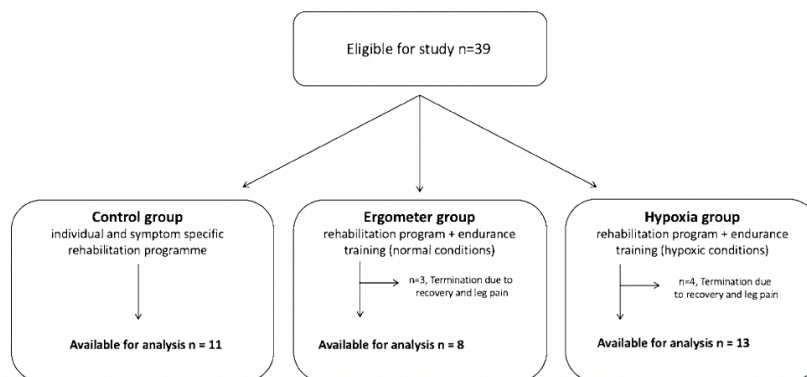 Eligible for study n=39
Control group
individual and symptom specific
rehabilitation programme
Available for analysis n = 11
Ergometer group
rehabilitation program + endurance
training (normal conditions)
n=3, Termination due to
recovery and leg pain
Available for analysis n = 8
Hypoxia group
rehabilitation program + endurance
training (hypoxic conditions)
n=4, Termination due
to recovery and leg pain
Available for analysis n = 13